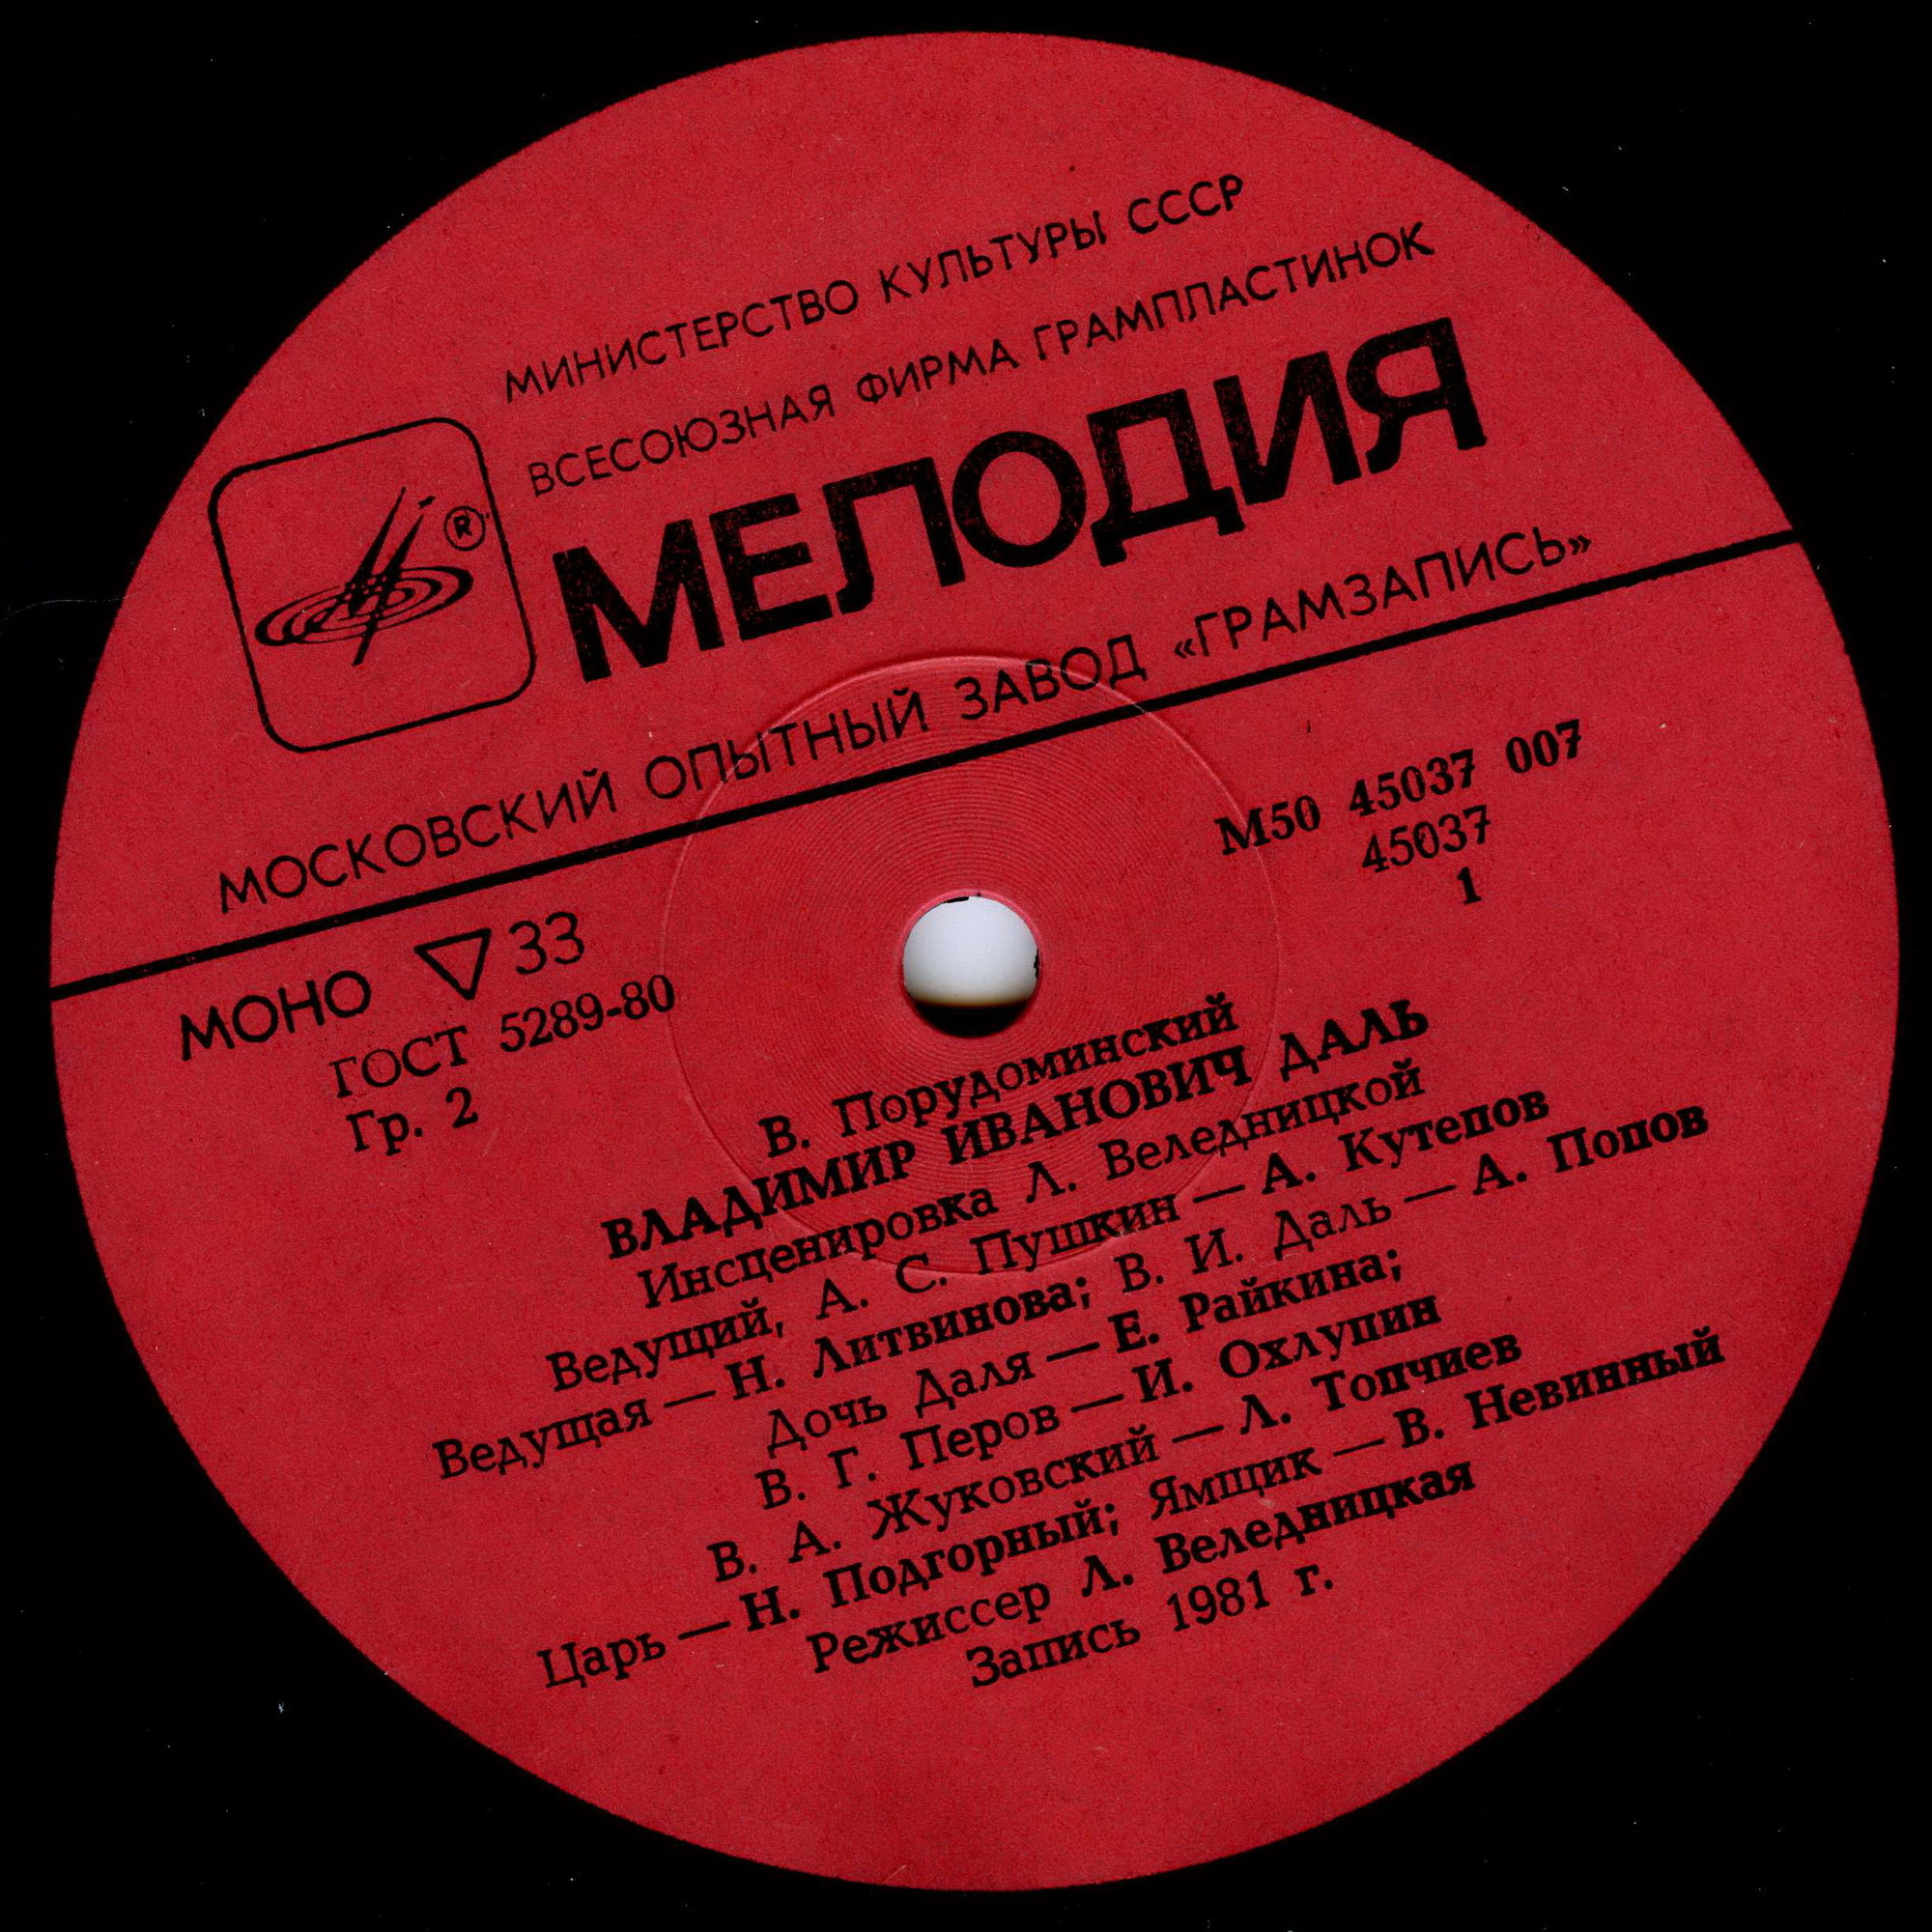 МИНИСТЕРСТВО КУЛЬТУРЫ СССР
ВСЕСОЮЗНАЯ ФИРМА ГРАМПЛАСТИНОК
МЕЛОДИЯ
®
МОСКОВСКИЙ ОПЫТНЫЙ ЗАВОД «ГРАМЗАПИСЬ»
МОНО ▽ 33
ГОСТ 5289-80
Гр. 2
М50 45037 007
45037
1
В. Порудоминский
ВЛАДИМИР ИВАНОВИЧ ДАЛЬ
Инсценировка Л. Веледницкой
Ведущий, А. С. Пушкин — А. Кутепов
Ведущая — Н. Литвинова; В. И. Даль — А. Попов
Дочь Даля — Е. Райкина;
В. Г. Перов — И. Охлупин
В. А. Жуковский — Л. Топчиев
Царь — Н. Подгорный; Ямщик — В. Невинный
Режиссер Л. Веледницкая
Запись 1981 г.